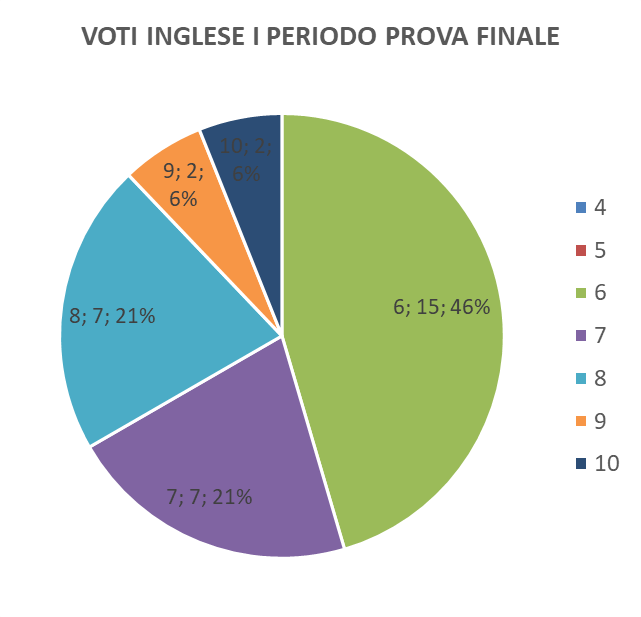 VOTI INGLESE I PERIODO PROVA FINALE
10; 2;
6%
9; 2;
6%
6; 15; 46%
8; 7; 21%
7; 7; 21%
4
5
6
7
8
9
10